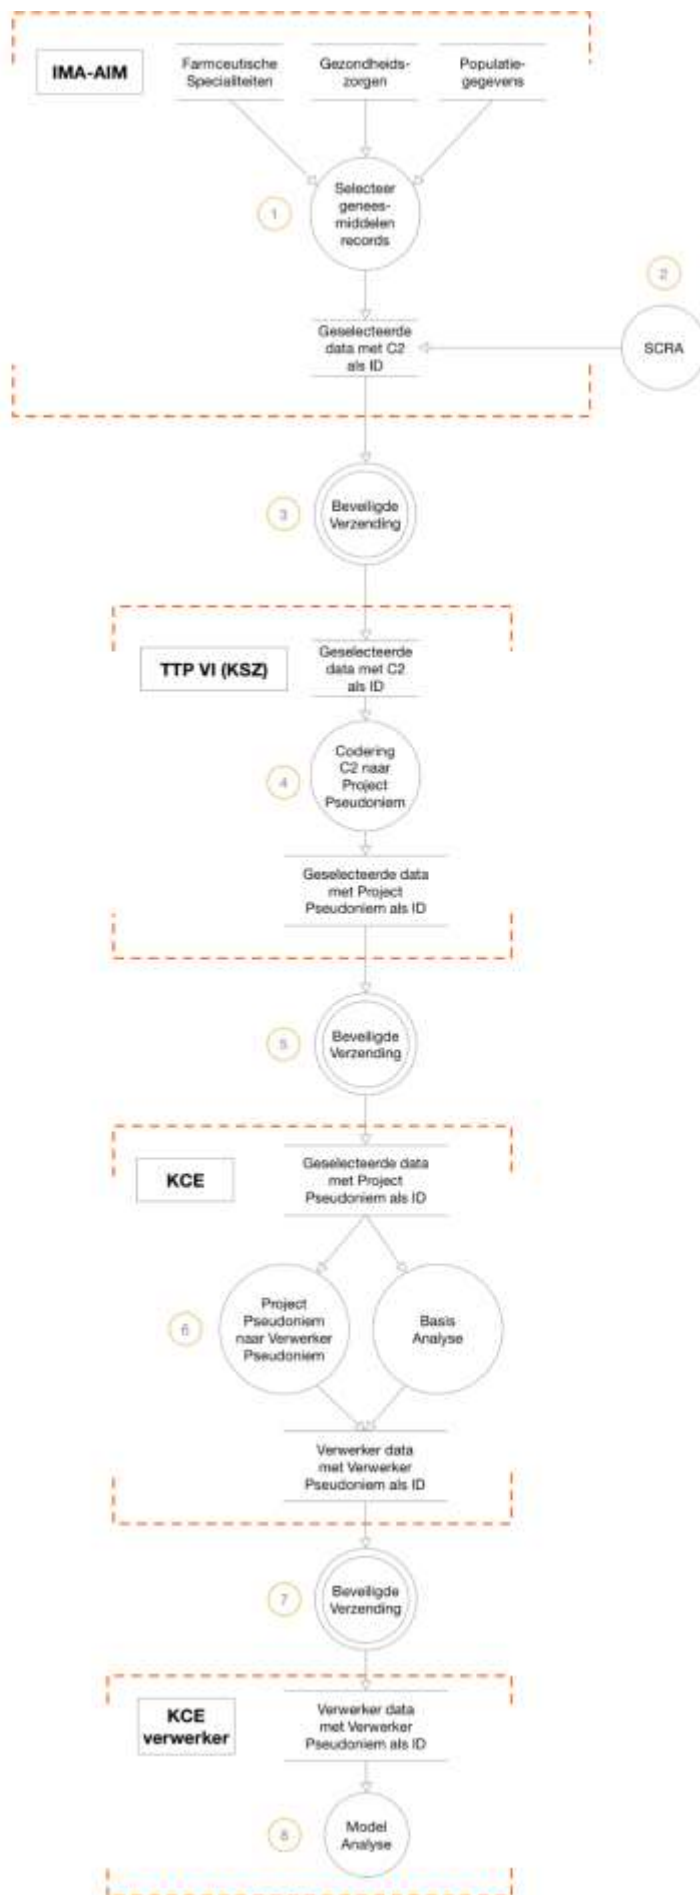 IMA-AIM
Farmceutische
Specialiteiten
Gezondheids-
zorgen
Populatie-
gegevens
1
Selecteer
genees-
middelen
records
2
SCRA
Geselecteerde
data met C2
als ID
3
Beveiligde
Verzending
TTP VI (KSZ)
Geselecteerde
data met C2
als ID
4
Codering
C2 naar
Project
Pseudoniem
Geselecteerde data
met Project
Pseudoniem als ID
5
Beveiligde
Verzending
KCE
Geselecteerde data
met Project
Pseudoniem als ID
6
Project
Pseudoniem
naar Verwerker
Pseudoniem
Basis
Analyse
Verwerker data
met Verwerker
Pseudoniem als ID
7
Beveiligde
Verzending
KCE
verwerker
Verwerker data
met Verwerker
Pseudoniem als ID
8
Model
Analyse